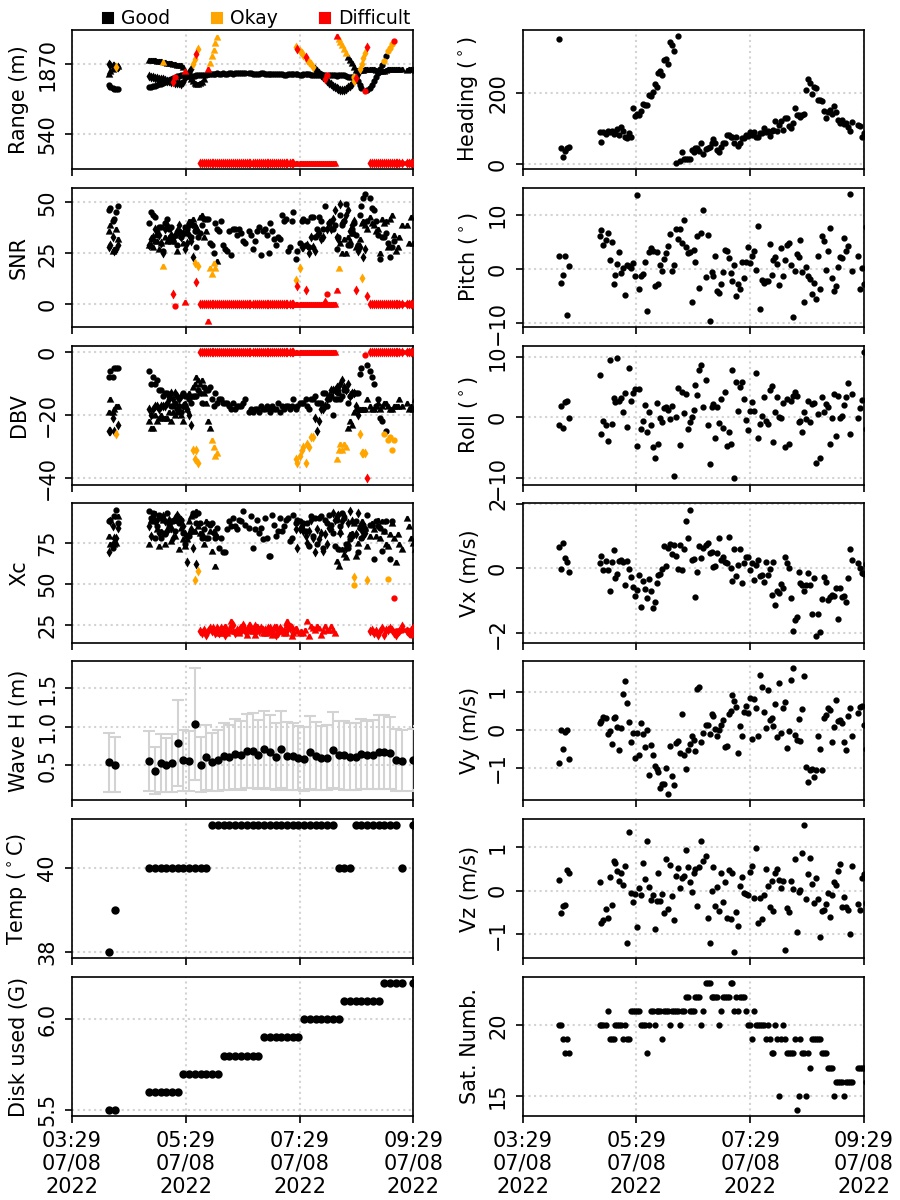 Good Okay Difficult
Range (m)
1870
540
Heading (°)
200
0
SNR
50
25
0
Pitch (°)
10
0
−10
DBV
0
−20
−40
Roll (°)
10
0
−10
Xc
75
50
25
Vx (m/s)
2
0
−2
Wave H (m)
1.5
1.0
0.5
Vy (m/s)
1
0
−1
Temp (°C)
40
38
Vz (m/s)
1
0
−1
Disk used (G)
6.0
5.5
Sat. Numb.
20
15
03:29 05:29 07:29 09:29
07/08 07/08 07/08 07/08
2022 2022 2022 2022
03:29 05:29 07:29 09:29
07/08 07/08 07/08 07/08
2022 2022 2022 2022